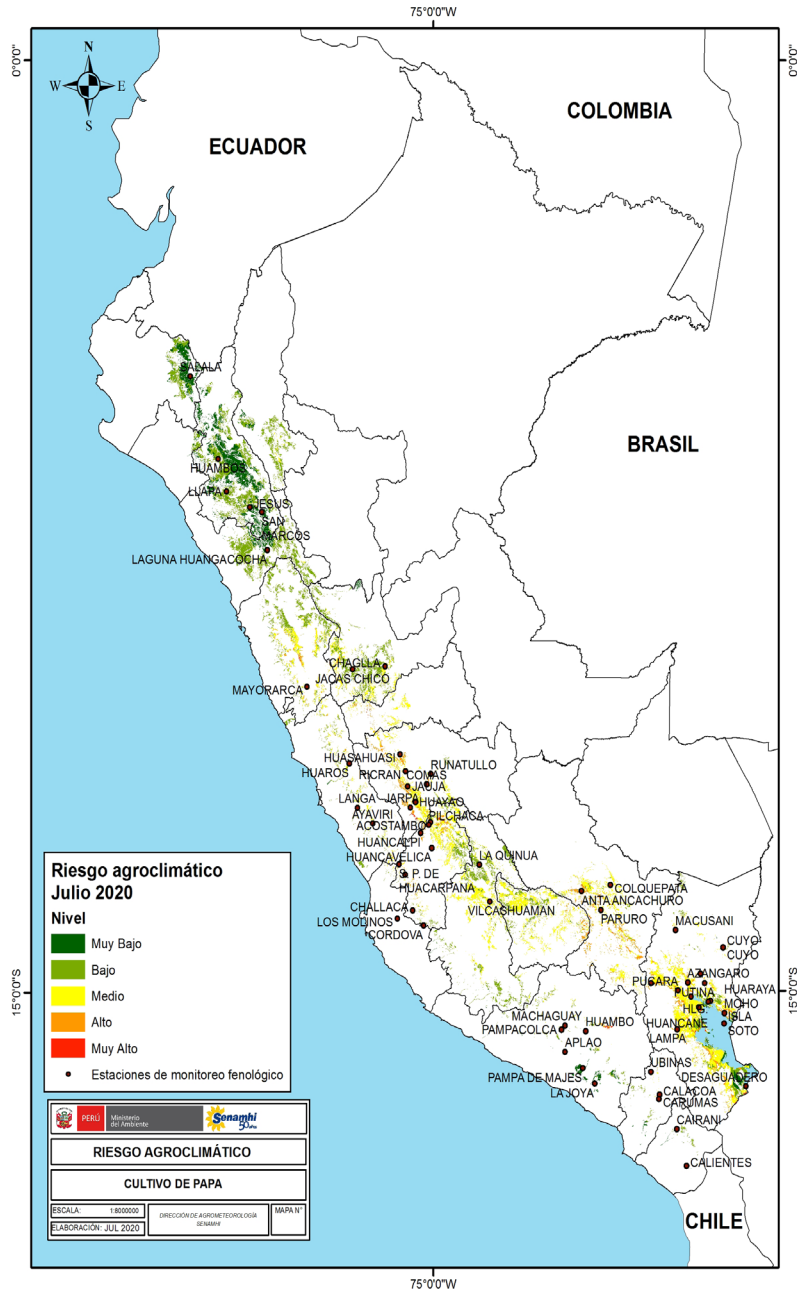 75°0'0"W
0°0'0"
0°0'0"
N
W
E
S
COLOMBIA
ECUADOR
SALALA
BRASIL
HUAMBOS
LLAPA
JESUS
SAN
MARCOS
LAGUNA HUANGACOCHA
CHAGLLA
JACAS CHICO
MAYORARCA
HUASAHUASI
HUAROS
RICRAN
COMAS
RUNATULLO
JAUJA
LANGA
JARPA
HUAYAO
AYAVIRI
ACOSTAMBO
PILCHACA
HUANCALPI
HUANCAVELICA
LA QUINUA
S. P. DE
HUACARPANA
COLQUEPATA
ANTA ANCACHURO
CHALLACA
VILCASHUAMAN
PARURO
LOS MOLINOS
CORDOVA
MACUSANI
CUYO
CUYO
15°0'0"S
15°0'0"S
PUCARA
AZANGARO
PUTINA
HUARAYA
MOHO
HLG.
ISLA
SOTO
MACHAGUAY
HUAMBO
HUANCANE
PAMPACOLCA
LAMPA
APLAO
UBINAS
PAMPA DE MAJES
DESAGUADERO
LA JOYA
CALACOA
CARUMAS
CAIRANI
CALIENTES
CHILE
Riesgo agroclimático
Julio 2020
Nivel
Muy Bajo
Bajo
Medio
Alto
Muy Alto
Estaciones de monitoreo fenológico
PERÚ
Ministerio
del Ambiente
Senamhi
50 años
RIESGO AGROCLIMÁTICO
CULTIVO DE PAPA
ESCALA: 1:8000000
DIRECCIÓN DE AGROMETEOROLOGÍA
SENAMHI
MAPA N°
ELABORACIÓN: JUL 2020
75°0'0"W